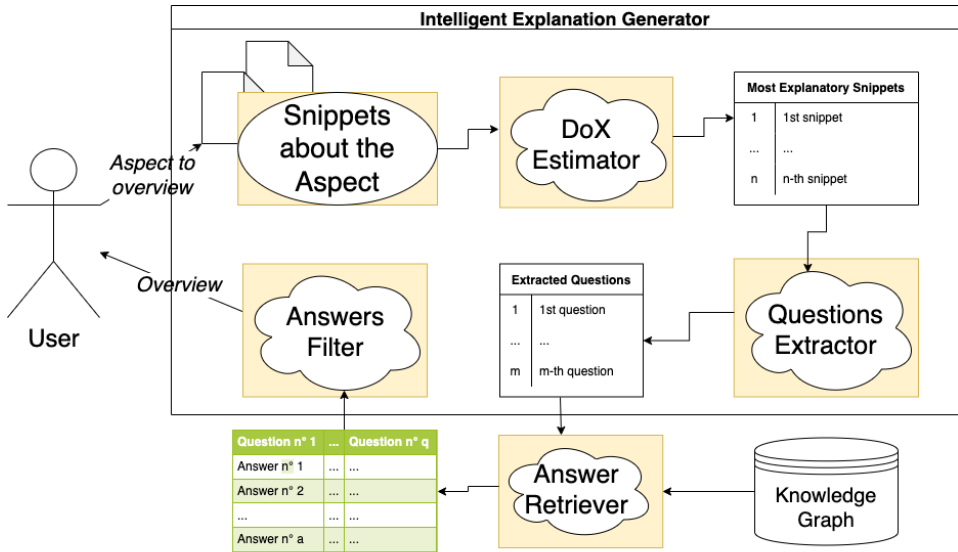 Intelligent Explanation Generator
Snippets
about the
Aspect
DoX
Estimator
Most Explanatory Snippets
1 1st snippet
... ...
n n-th snippet
Aspect to
overview
User
Overview
Answers
Filter
Extracted Questions
1 1st question
... ...
m m-th question
Questions
Extractor
Question n° 1 ... Question n° q
Answer n° 1 ... ...
Answer n° 2 ... ...
... ... ...
Answer n° a ... ...
Answer
Retriever
Knowledge
Graph